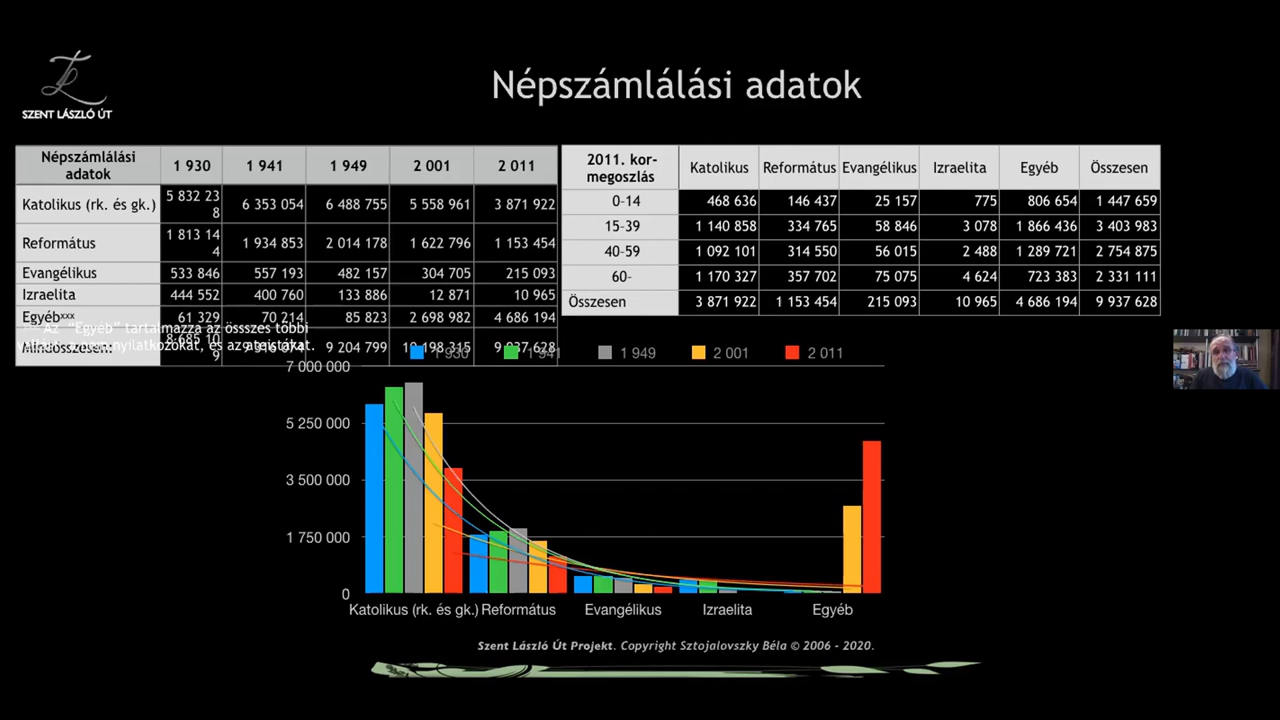 SZENT LÁSZLÓ ÚT
Népszámlálási adatok
Népszámlálási adatok 1 930 1 941 1 949 2 001 2 011
Katolikus (rk. és gk.) 5 832 238 6 353 054 6 488 755 5 558 961 3 871 922
Református 1 813 144 1 934 853 2 014 178 1 622 796 1 153 454
Evangélikus 533 846 557 193 482 157 304 705 215 093
Izraelita 444 552 400 760 133 886 12 871 10 965
Egyébxxx 61 329 70 214 85 823 2 698 982 4 686 194
Mindösszesen: 8 685 109 9 316 074 9 204 799 10 198 315 9 937 628
Az "Egyéb" tartalmazza az össszes többi
nyilatkozókat, és az ateistákat.
2011. kor-megoszlás Katolikus Református Evangélikus Izraelita Egyéb Összesen
0-14 468 636 146 437 25 157 775 806 654 1 447 659
15-39 1 140 858 334 765 58 846 3 078 1 866 436 3 403 983
40-59 1 092 101 314 550 56 015 2 488 1 289 721 2 754 875
60- 1 170 327 357 702 75 075 4 624 723 383 2 331 111
Összesen 3 871 922 1 153 454 215 093 10 965 4 686 194 9 937 628
1 930 1 941 1 949 2 001 2 011
7 000 000
5 250 000
3 500 000
1 750 000
0
Katolikus (rk. és gk.) Református Evangélikus Izraelita Egyéb
Szent László Út Projekt. Copyright Sztojalovszky Béla © 2006 - 2020.